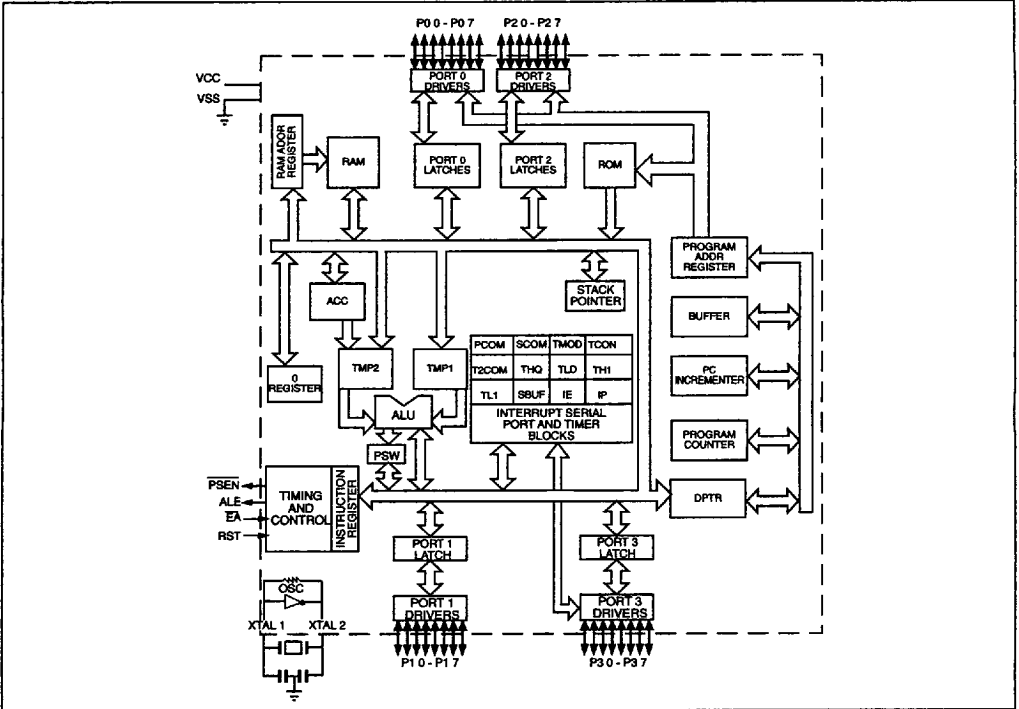 P0 0 - P0 7
P2 0 - P2 7
PORT 0
DRIVERS
PORT 2
DRIVERS
VCC
VSS
RAM ADDR
REGISTER
RAM
PORT 0
LATCHES
PORT 2
LATCHES
ROM
PROGRAM
ADDR
REGISTER
STACK
POINTER
ACC
BUFFER
TMP2
TMP1
PCOM SCOM TMOD TCON
T2COM THQ TLD TH1
TL1 SBUF IE IP
INTERRUPT SERIAL
PORT AND TIMER
BLOCKS
PC
INCREMENTER
0
REGISTER
ALU
PSW
PROGRAM
COUNTER
PSEN
ALE
EA
RST
TIMING
AND
CONTROL
INSTRUCTION
REGISTER
DPTR
PORT 1
LATCH
PORT 3
LATCH
OSC
XTAL 1
XTAL 2
PORT 1
DRIVERS
PORT 3
DRIVERS
P1 0 - P1 7
P3 0 - P3 7